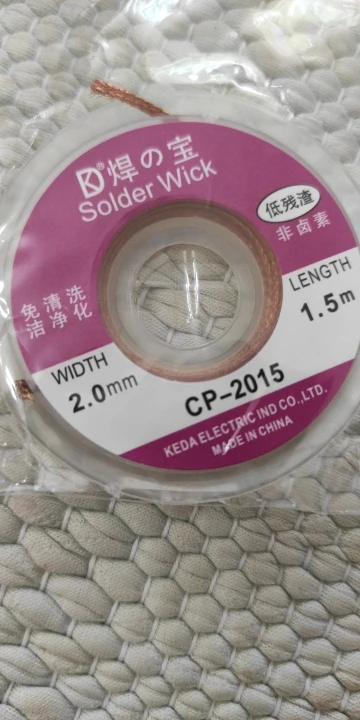 焊の宝
Solder Wick
低残渣
非卤素
免清洗
洁净化
WIDTH
2.0mm
LENGTH
1.5m
CP-2015
KEDA ELECTRIC IND CO.,LTD.
MADE IN CHINA